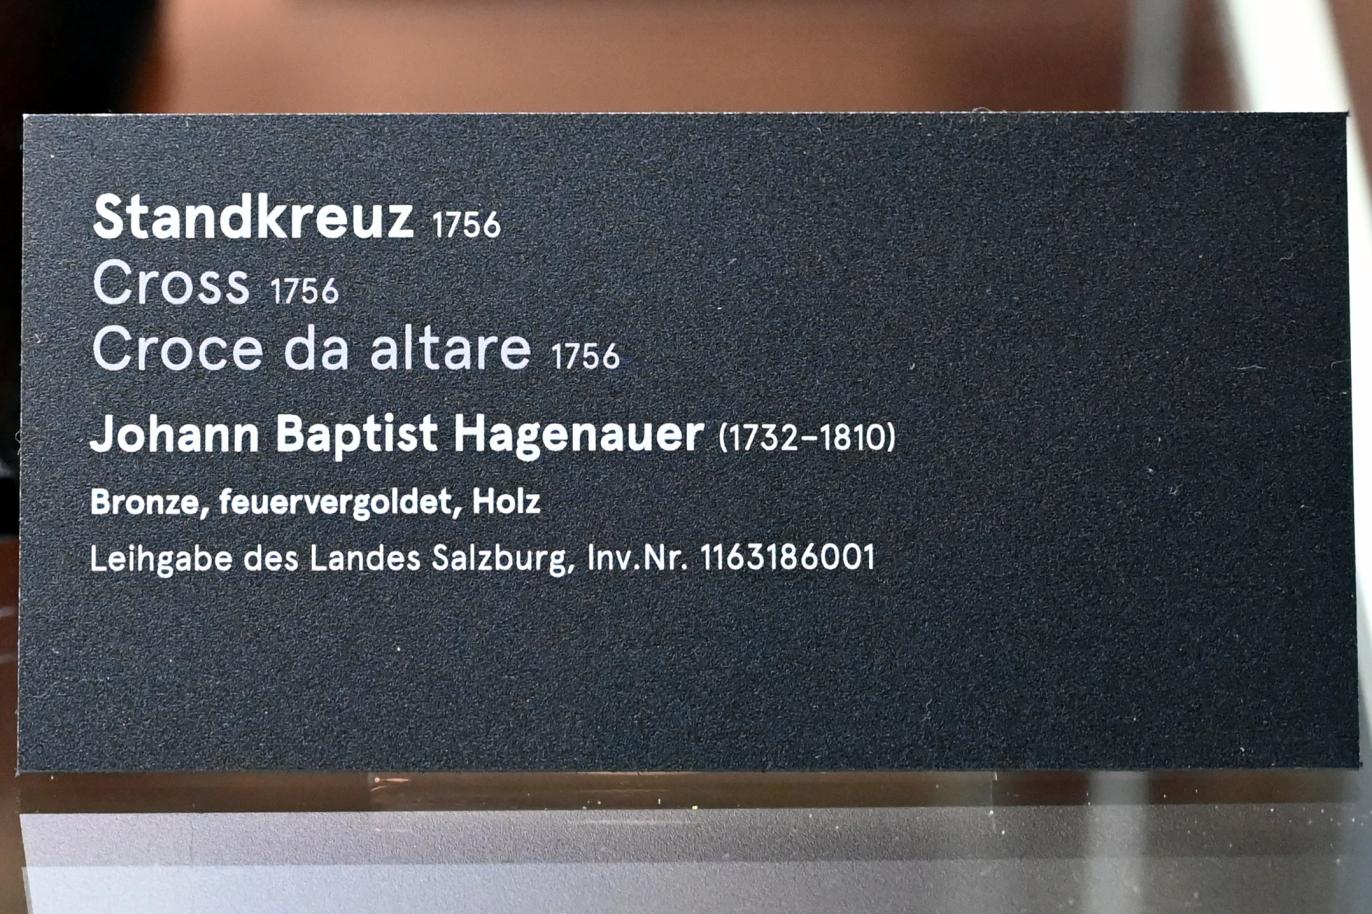 Standkreuz 1756
Cross 1756
Croce da altare 1756
Johann Baptist Hagenauer (1732–1810)
Bronze, feuervergoldet, Holz
Leihgabe des Landes Salzburg, Inv.Nr. 1163186001